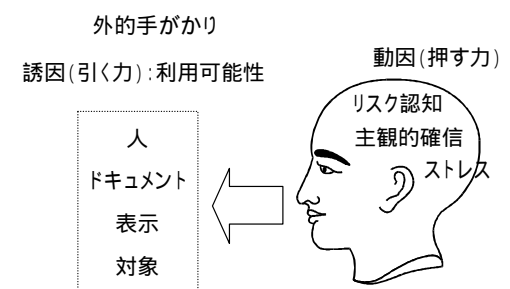 外的手がかり
誘因(引く力):利用可能性
人
ドキュメント
表示
対象
動因(押す力)
リスク認知
主観的確信
ストレス